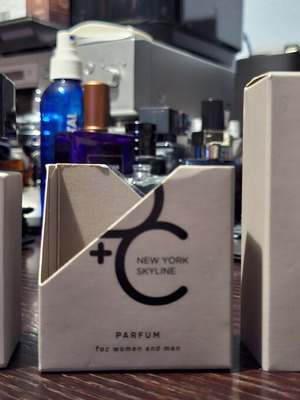 +C
NEW YORK
SKYLINE
PARFUM
for women and men